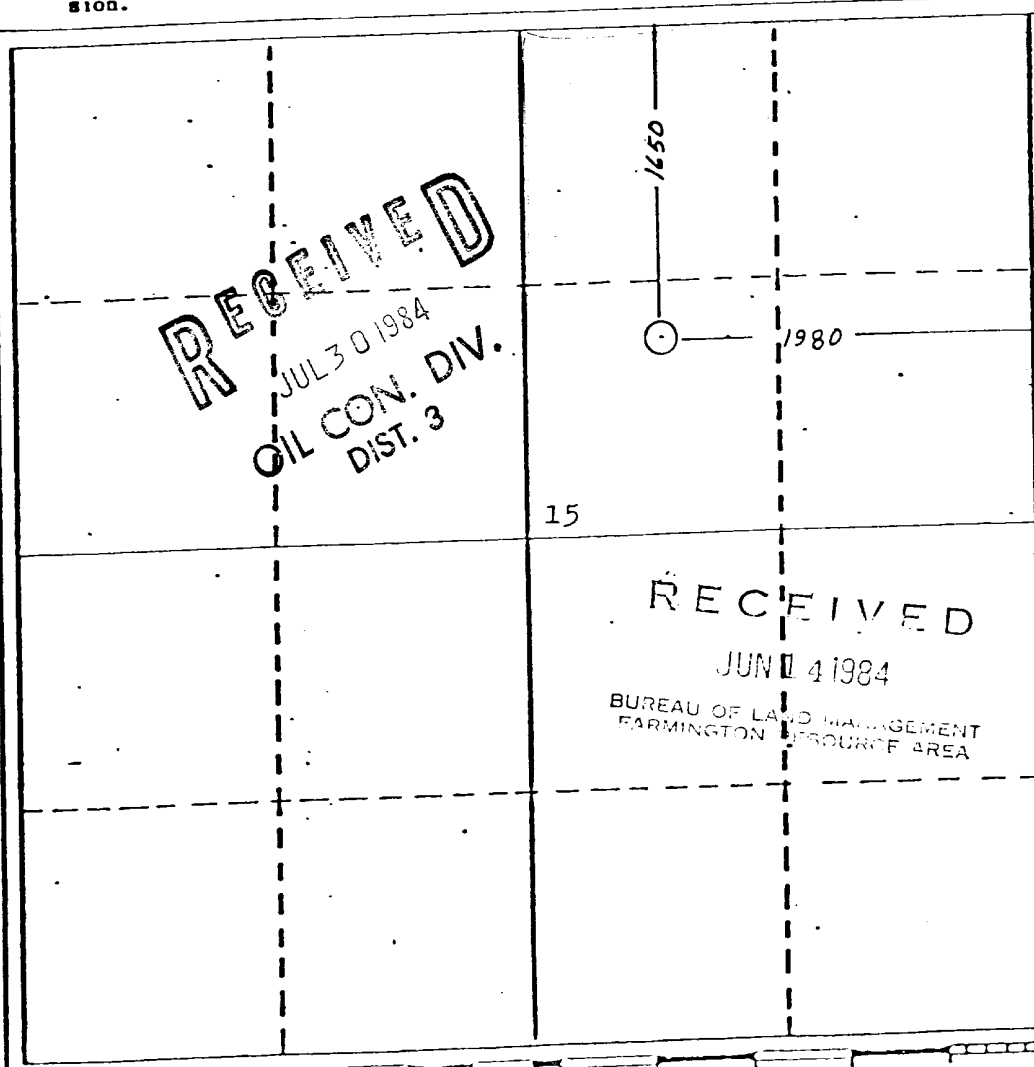 sion.
1650
RECEIVED
JUL 30 1984
1980
OIL CON. DIV.
DIST. 3
15
RECEIVED
JUN 14 1984
BUREAU OF LAND MANAGEMENT
FARMINGTON RESOURCE AREA